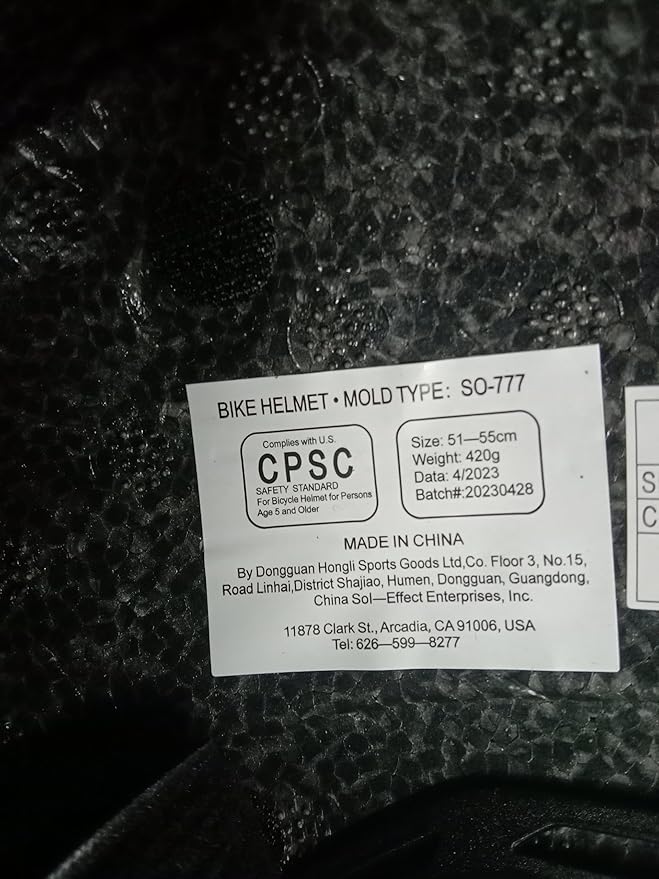 BIKE HELMET • MOLD TYPE: SO-777
Complies with U.S.
CPSC
SAFETY STANDARD
For Bicycle Helmet for Persons
Age 5 and Older
Size: 51—55cm
Weight: 420g
Data: 4/2023
Batch#:20230428
MADE IN CHINA
By Dongguan Hongli Sports Goods Ltd,Co. Floor 3, No.15,
Road Linhai,District Shajiao, Humen, Dongguan, Guangdong,
China Sol—Effect Enterprises, Inc.
11878 Clark St., Arcadia, CA 91006, USA
Tel: 626—599—8277
S
C